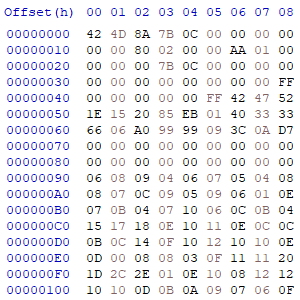 Offset(h) 00 01 02 03 04 05 06 07 08
00000000 42 4D 8A 7B 0C 00 00 00 00
00000010 00 00 80 02 00 00 AA 01 00
00000020 00 00 00 7B 0C 00 00 00 00
00000030 00 00 00 00 00 00 00 00 FF
00000040 00 00 00 00 00 FF 42 47 52
00000050 1E 15 20 85 EB 01 40 33 33
00000060 66 06 A0 99 99 09 3C 0A D7
00000070 00 00 00 00 00 00 00 00 00
00000080 00 00 00 00 00 00 00 00 00
00000090 06 08 09 04 06 07 05 04 08
000000A0 08 07 0C 09 05 09 06 01 0E
000000B0 07 0B 04 07 10 06 0C 0B 04
000000C0 15 17 18 0E 10 11 0E 0C 0C
000000D0 0B 0C 14 0F 10 12 10 10 0E
000000E0 0D 00 08 08 03 0F 11 11 20
000000F0 1D 2C 2E 01 0E 10 08 12 12
00000100 10 10 0D 0B 0A 09 07 06 0F